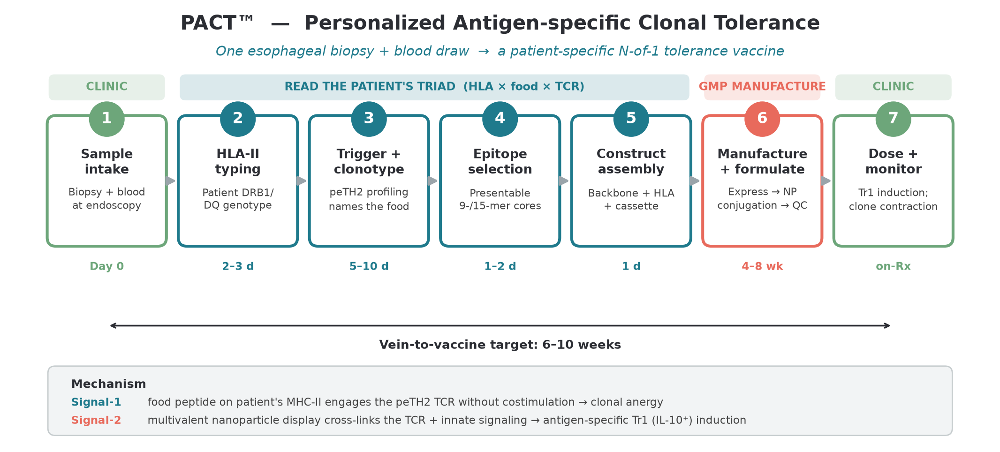 PACT™ — Personalized Antigen-specific Clonal Tolerance
One esophageal biopsy + blood draw → a patient-specific N-of-1 tolerance vaccine
CLINIC
READ THE PATIENT'S TRIAD (HLA × food × TCR)
GMP MANUFACTURE
CLINIC
1
Sample
intake
Biopsy + blood
at endoscopy
Day 0
2
HLA-II
typing
Patient DRB1/
DQ genotype
2–3 d
3
Trigger +
clonotype
peTH2 profiling
names the food
5–10 d
4
Epitope
selection
Presentable
9-/15-mer cores
1–2 d
5
Construct
assembly
Backbone + HLA
+ cassette
1 d
6
Manufacture
+ formulate
Express → NP
conjugation → QC
4–8 wk
7
Dose +
monitor
Tr1 induction;
clone contraction
on-Rx
Vein-to-vaccine target: 6–10 weeks
Mechanism
Signal-1 food peptide on patient's MHC-II engages the peTH2 TCR without costimulation → clonal anergy
Signal-2 multivalent nanoparticle display cross-links the TCR + innate signaling → antigen-specific Tr1 (IL-10⁺) induction